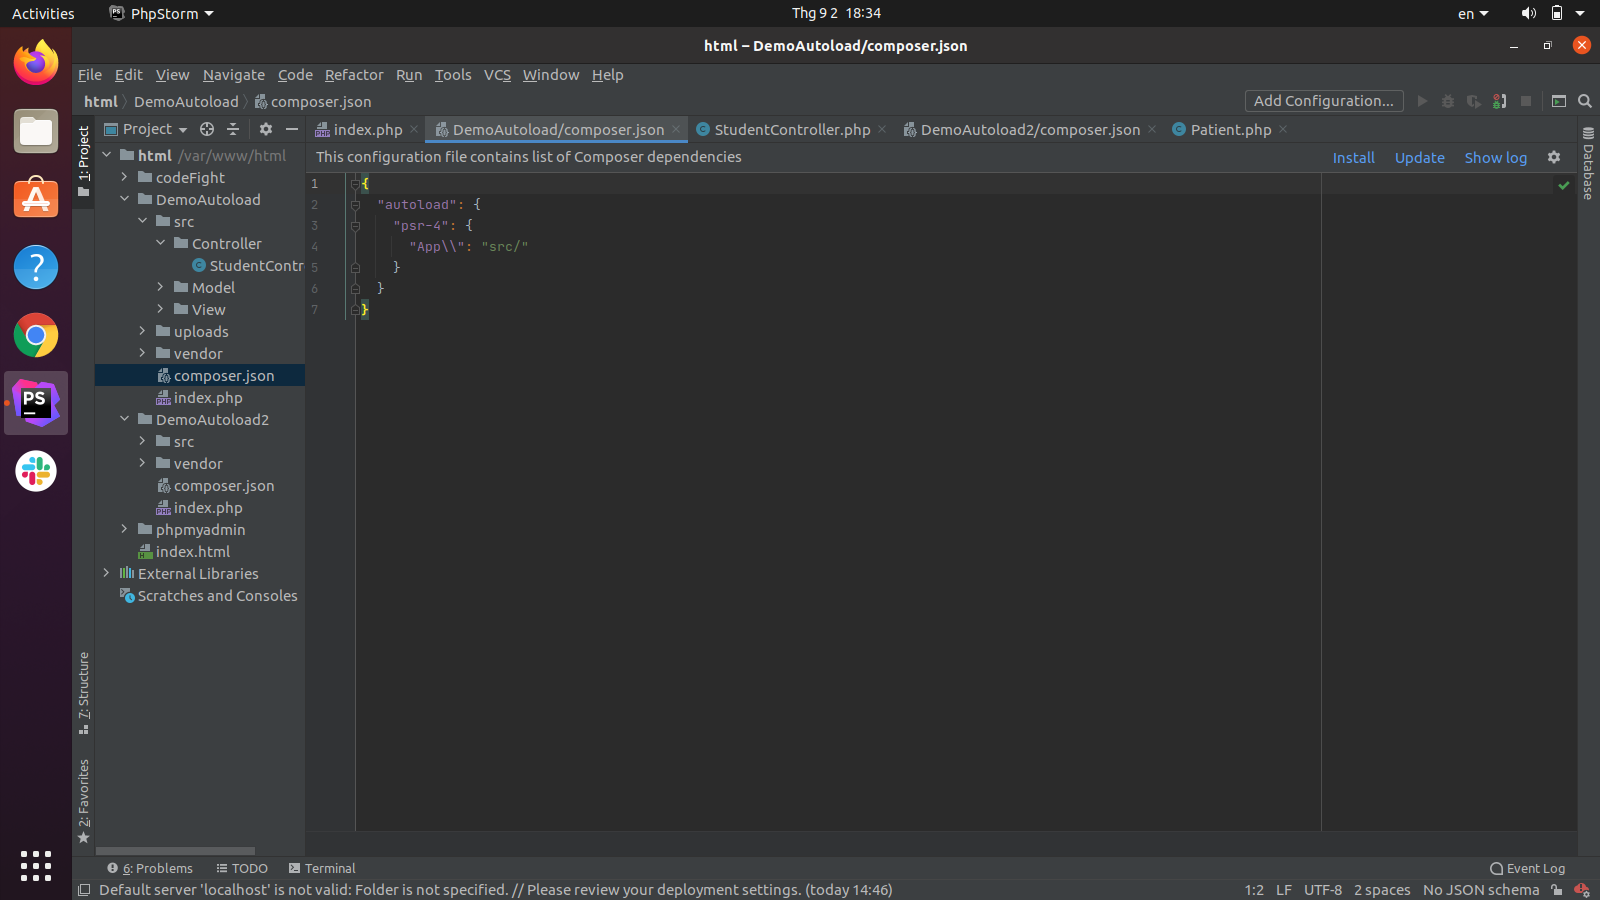 Activities PhpStorm Thg 9 2 18:34 en
html – DemoAutoload/composer.json
File Edit View Navigate Code Refactor Run Tools VCS Window Help
html DemoAutoload composer.json Add Configuration...
1: Project
Project
index.php DemoAutoload/composer.json StudentController.php DemoAutoload2/composer.json Patient.php
Database
This configuration file contains list of Composer dependencies Install Update Show log
html /var/www/html
codeFight
DemoAutoload
src
Controller
StudentContr
Model
View
uploads
vendor
composer.json
index.php
DemoAutoload2
src
vendor
composer.json
index.php
phpmyadmin
index.html
External Libraries
Scratches and Consoles
1 {
2 "autoload": {
3 "psr-4": {
4 "App\\": "src/"
5 }
6 }
7 }
7: Structure
2: Favorites
6: Problems TODO Terminal Event Log
Default server 'localhost' is not valid: Folder is not specified. // Please review your deployment settings. (today 14:46) 1:2 LF UTF-8 2 spaces No JSON schema